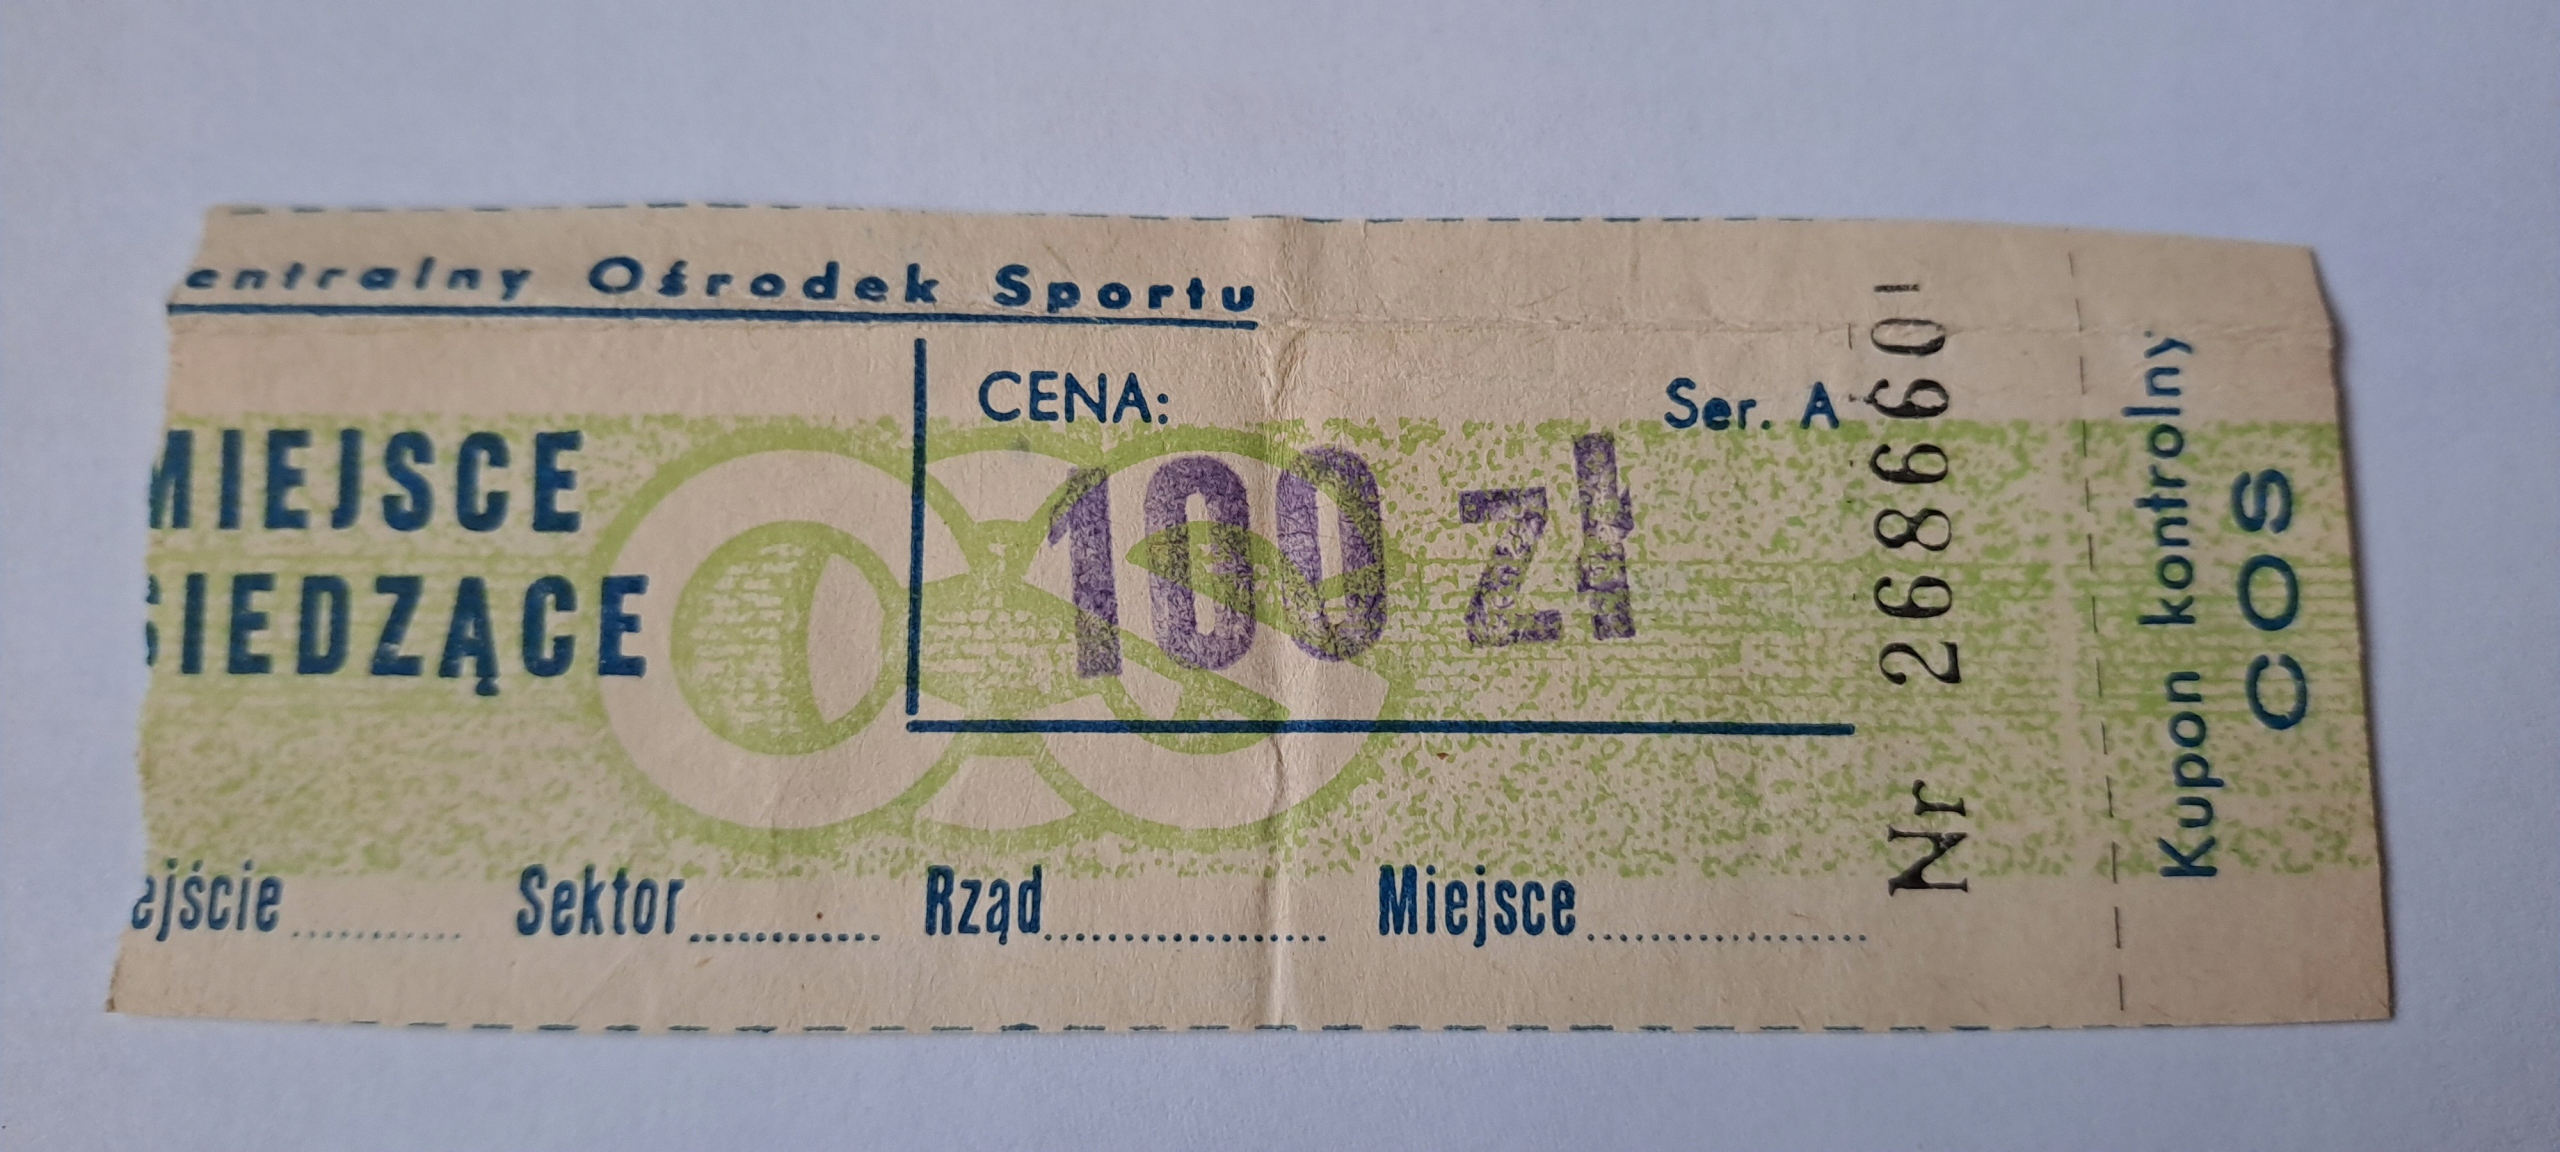 entralny Ośrodek Sportu
MIEJSCE
SIEDZĄCE
CENA:
Ser. A
100 zł
ejście.......... Sektor.......... Rząd.......... Miejsce..........
Nr 268660
Kupon kontrolny
COS